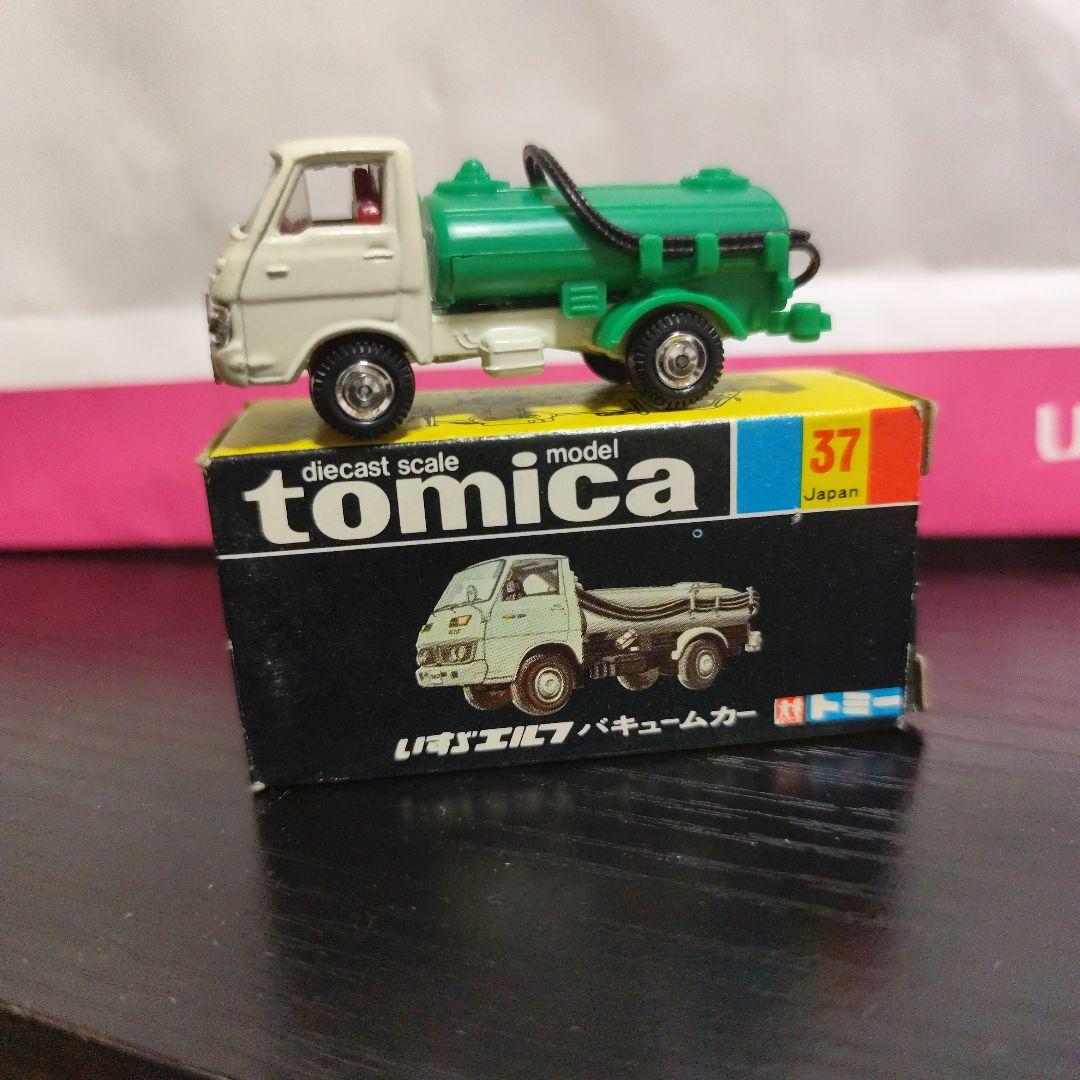 diecast scale model
tomica
37
Japan
いすゞエルフ バキュームカー
トミー
u